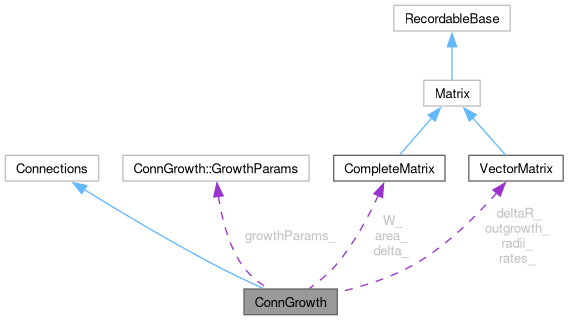 RecordableBase
Matrix
Connections
ConnGrowth::GrowthParams
CompleteMatrix
VectorMatrix
growthParams_
W_
area_
delta_
deltaR_
outgrowth_
radii_
rates_
ConnGrowth